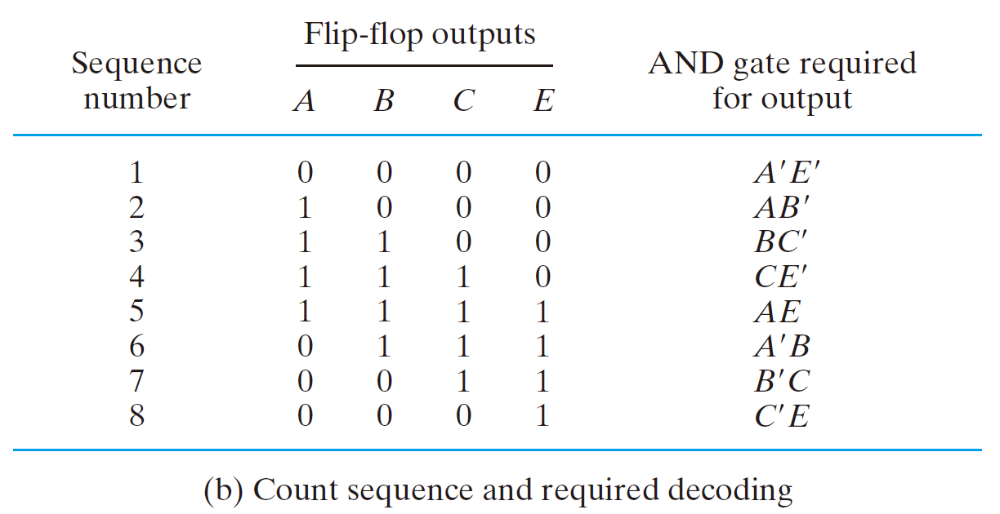 Flip-flop outputs
Sequence number
AND gate required for output
A B C E
1 0 0 0 0 A'E'
2 1 0 0 0 AB'
3 1 1 0 0 BC'
4 1 1 1 0 CE'
5 1 1 1 1 AE
6 0 1 1 1 A'B
7 0 0 1 1 B'C
8 0 0 0 1 C'E
(b) Count sequence and required decoding